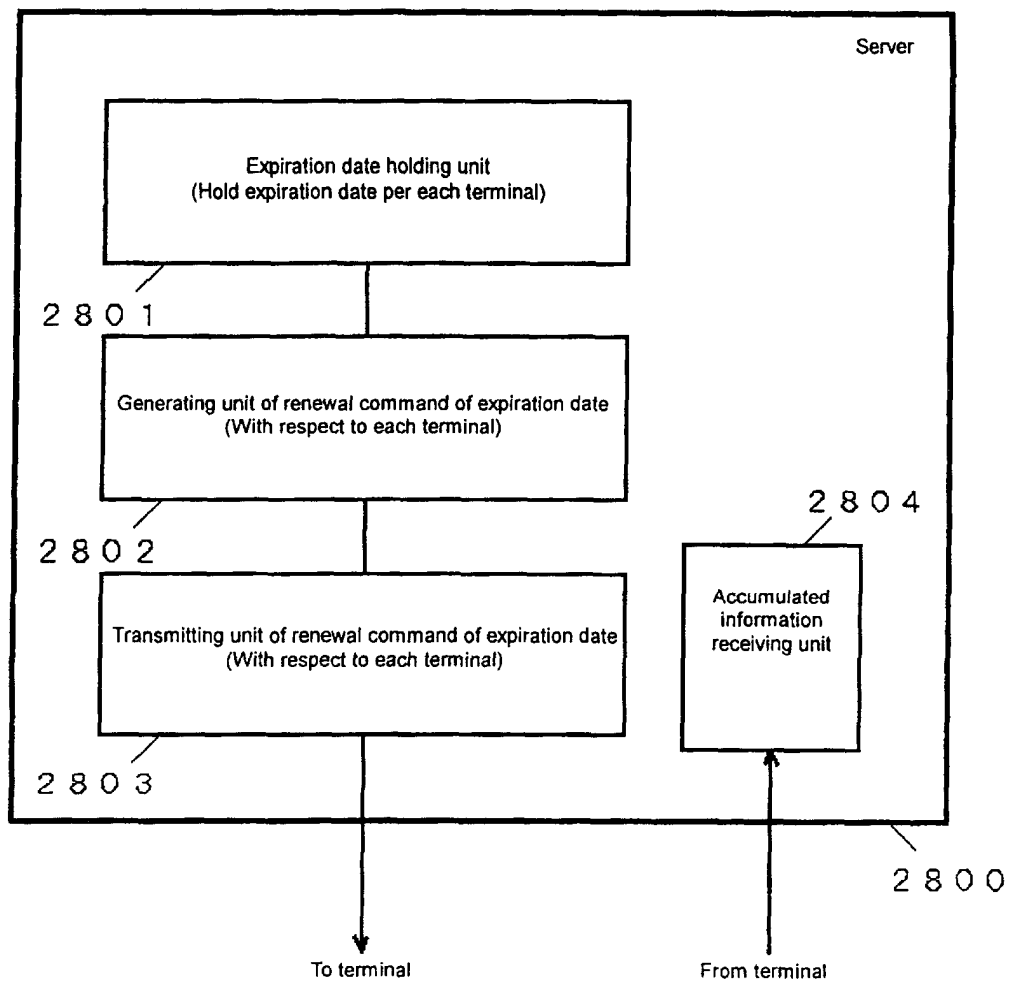 Server
Expiration date holding unit
(Hold expiration date per each terminal)
2801
Generating unit of renewal command of expiration date
(With respect to each terminal)
2802
2804
Accumulated
information
receiving unit
Transmitting unit of renewal command of expiration date
(With respect to each terminal)
2803
2800
To terminal
From terminal